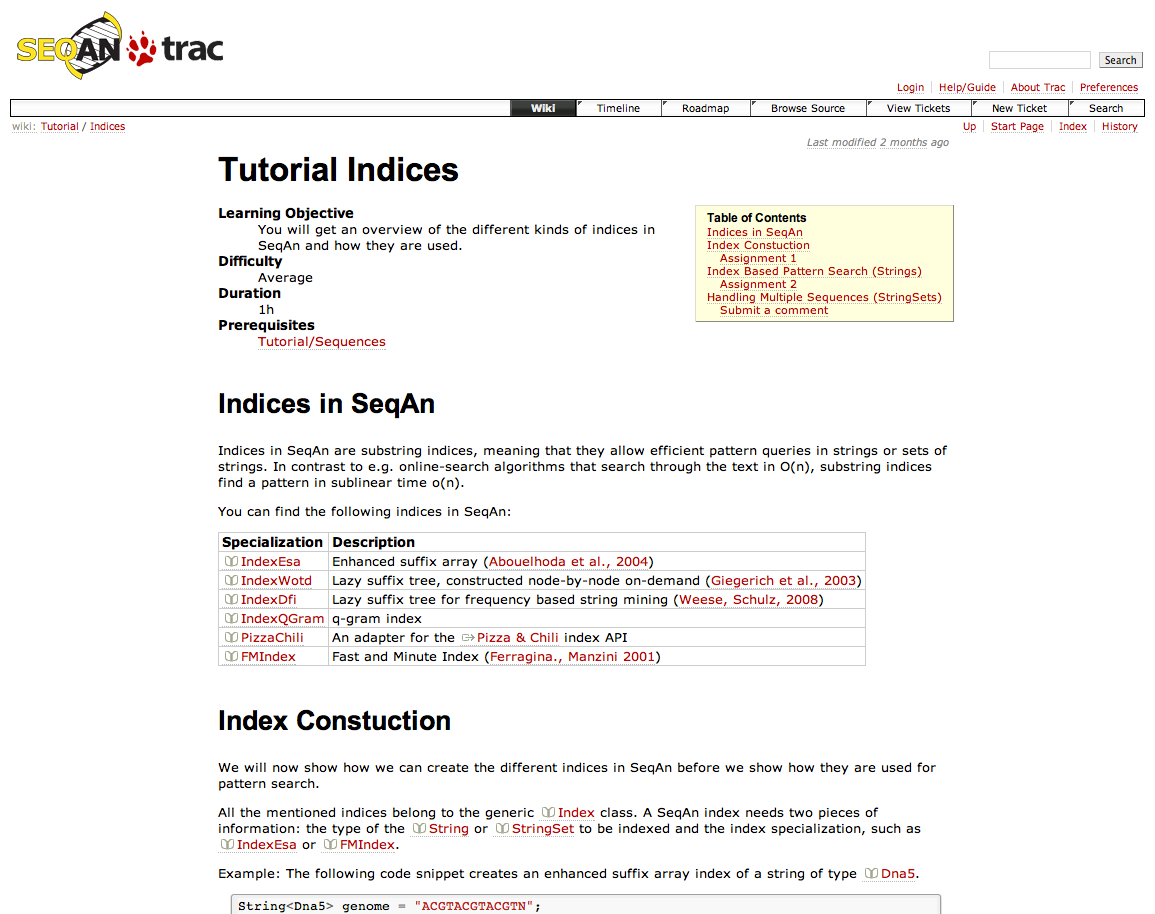 SEQAN trac
Search
Login Help/Guide About Trac Preferences
Wiki Timeline Roadmap Browse Source View Tickets New Ticket Search
wiki: Tutorial / Indices
Up Start Page Index History
Last modified 2 months ago
Tutorial Indices
Learning Objective
You will get an overview of the different kinds of indices in
SeqAn and how they are used.
Difficulty
Average
Duration
1h
Prerequisites
Tutorial/Sequences
Table of Contents
Indices in SeqAn
Index Constuction
Assignment 1
Index Based Pattern Search (Strings)
Assignment 2
Handling Multiple Sequences (StringSets)
Submit a comment
Indices in SeqAn
Indices in SeqAn are substring indices, meaning that they allow efficient pattern queries in strings or sets of
strings. In contrast to e.g. online-search algorithms that search through the text in O(n), substring indices
find a pattern in sublinear time o(n).
You can find the following indices in SeqAn:
Specialization Description
IndexEsa Enhanced suffix array (Abouelhoda et al., 2004)
IndexWotd Lazy suffix tree, constructed node-by-node on-demand (Giegerich et al., 2003)
IndexDfi Lazy suffix tree for frequency based string mining (Weese, Schulz, 2008)
IndexQGram q-gram index
PizzaChili An adapter for the Pizza & Chili index API
FMIndex Fast and Minute Index (Ferragina., Manzini 2001)
Index Constuction
We will now show how we can create the different indices in SeqAn before we show how they are used for
pattern search.
All the mentioned indices belong to the generic Index class. A SeqAn index needs two pieces of
information: the type of the String or StringSet to be indexed and the index specialization, such as
IndexEsa or FMIndex.
Example: The following code snippet creates an enhanced suffix array index of a string of type Dna5.
String<Dna5> genome = "ACGTACGTACGTN";